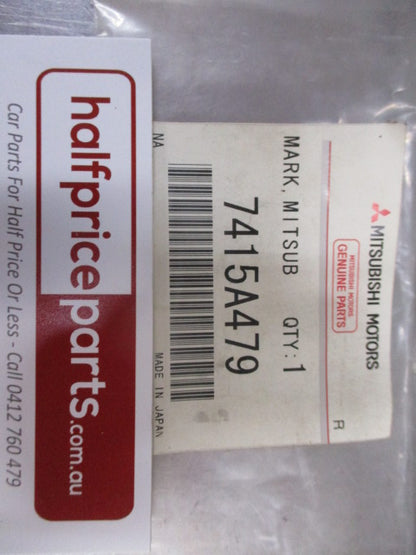 MITSUBISHI MOTORS
MITSUBISHI MOTORS
GENUINE PARTS
R
MARK, MITSUB QTY: 1
7415A479
NA
MADE IN JAPAN
halfpriceparts.com.au
Car Parts For Half Price Or Less - Call 0412 760 479